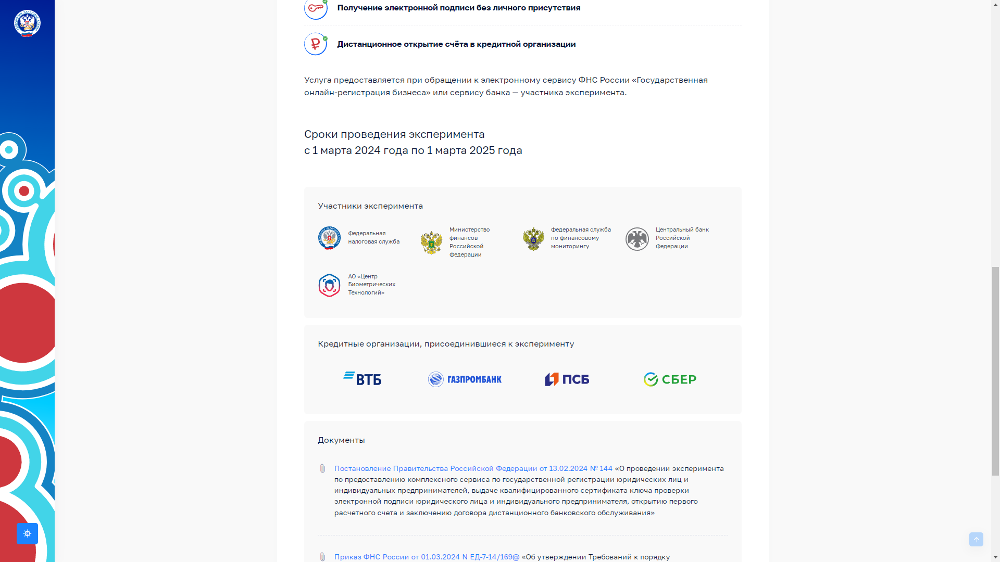 Получение электронной подписи без личного присутствия
Дистанционное открытие счёта в кредитной организации
Услуга предоставляется при обращении к электронному сервису ФНС России «Государственная
онлайн-регистрация бизнеса» или сервису банка — участника эксперимента.
Сроки проведения эксперимента
с 1 марта 2024 года по 1 марта 2025 года
Участники эксперимента
Федеральная
налоговая служба
Министерство
финансов
Российской
Федерации
Федеральная служба
по финансовому
мониторингу
Центральный банк
Российской
Федерации
АО «Центр
Биометрических
Технологий»
Кредитные организации, присоединившиеся к эксперименту
ВТБ
ГАЗПРОМБАНК
ПСБ
СБЕР
Документы
Постановление Правительства Российской Федерации от 13.02.2024 № 144 «О проведении эксперимента
по предоставлению комплексного сервиса по государственной регистрации юридических лиц и
индивидуальных предпринимателей, выдаче квалифицированного сертификата ключа проверки
электронной подписи юридического лица и индивидуального предпринимателя, открытию первого
расчетного счета и заключению договора дистанционного банковского обслуживания»
Приказ ФНС России от 01.03.2024 N ЕД-7-14/169@ «Об утверждении Требований к порядку